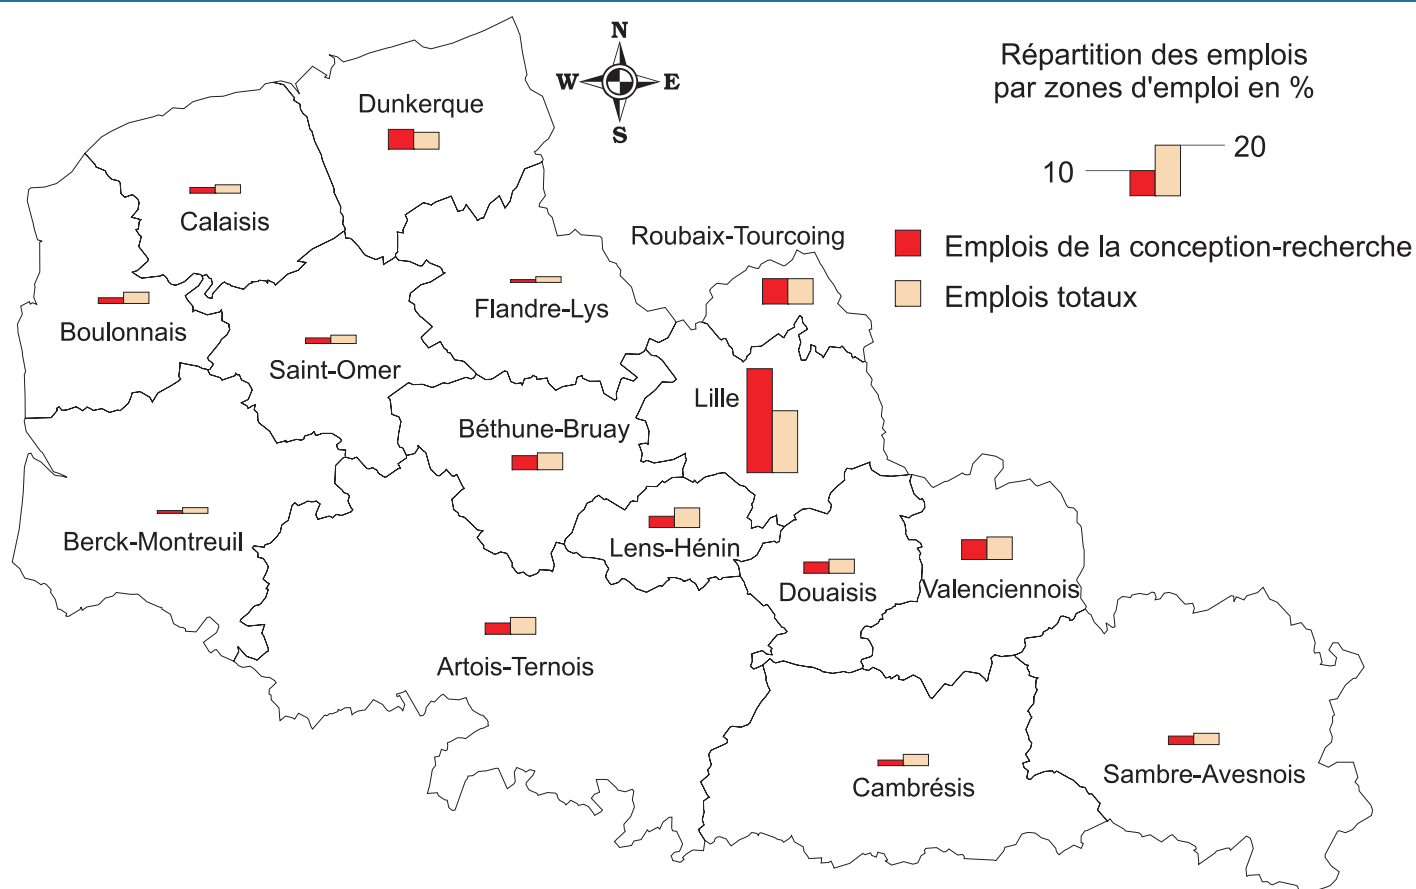 N
W
E
S
Répartition des emplois
par zones d'emploi en %
10
20
Emplois de la conception-recherche
Emplois totaux
Dunkerque
Calaisis
Roubaix-Tourcoing
Flandre-Lys
Boulonnais
Saint-Omer
Lille
Béthune-Bruay
Berck-Montreuil
Lens-Hénin
Douaisis
Valenciennois
Artois-Ternois
Cambrésis
Sambre-Avesnois